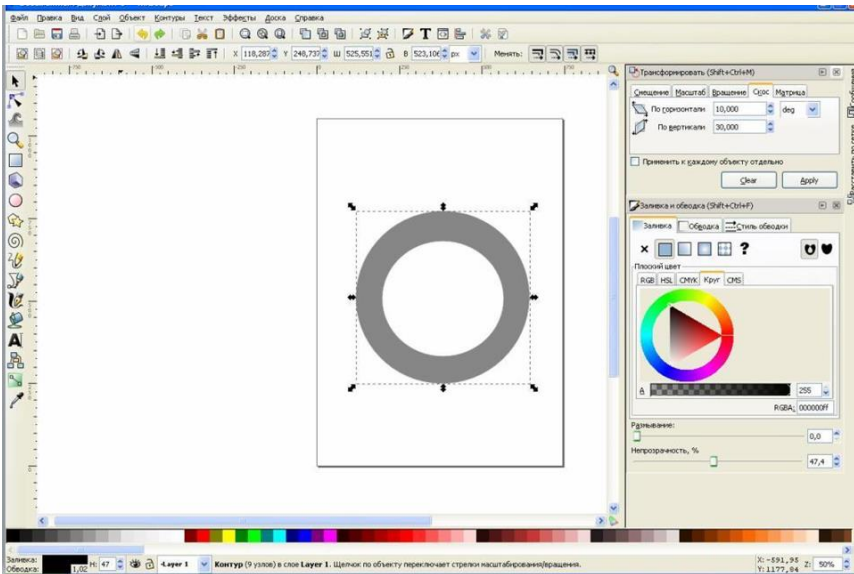 Файл Правка Вид Слой Объект Контуры Текст Эффекты Доска Справка
X 118,287 Y 248,737 Ш 525,551 В 523,106 px Менять:
Трансформировать (Shift+Ctrl+M)
Смещение Масштаб Вращение Скос Матрица
По горизонтали 10,000 deg
По вертикали 30,000
Применить к каждому объекту отдельно
Clear Apply
Заливка и обводка (Shift+Ctrl+F)
Заливка Обводка Стиль обводки
?
Плоский цвет
RGB HSL CMYK Круг CMS
A 255
RGBA: 000000ff
Размывание:
0,0
Непрозрачность, %
47,4
Заливка:
Обводка: 1,02 Н: 47 Layer 1 Контур (9 узлов) в слое Layer 1. Щелчок по объекту переключает стрелки масштабирования/вращения.
X: -591,95
Y: 1177,84 Z: 50%